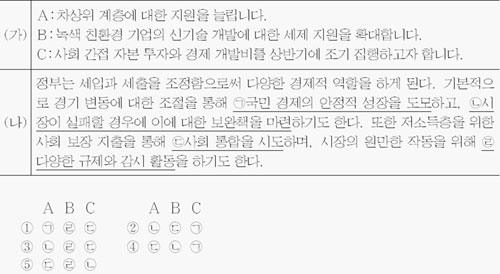 (가)
A : 차상위 계층에 대한 지원을 늘립니다.
B : 녹색 친환경 기업의 신기술 개발에 대한 세제 지원을 확대합니다.
C : 사회 간접 자본 투자와 경제 개발비를 상반기에 조기 집행하고자 합니다.
(나)
정부는 세입과 세출을 조정함으로써 다양한 경제적 역할을 하게 된다. 기본적으
로 경기 변동에 대한 조절을 통해 ㉠국민 경제의 안정적 성장을 도모하고, ㉡시
장이 실패할 경우에 이에 대한 보완책을 마련하기도 한다. 또한 저소득층을 위한
사회 보장 지출을 통해 ㉢사회 통합을 시도하며, 시장의 원만한 작동을 위해 ㉣
다양한 규제와 감시 활동을 하기도 한다.
A B C A B C
① ㉠ ㉣ ㉢ ② ㉡ ㉢ ㉠
③ ㉡ ㉣ ㉢ ④ ㉢ ㉡ ㉠
⑤ ㉢ ㉣ ㉡